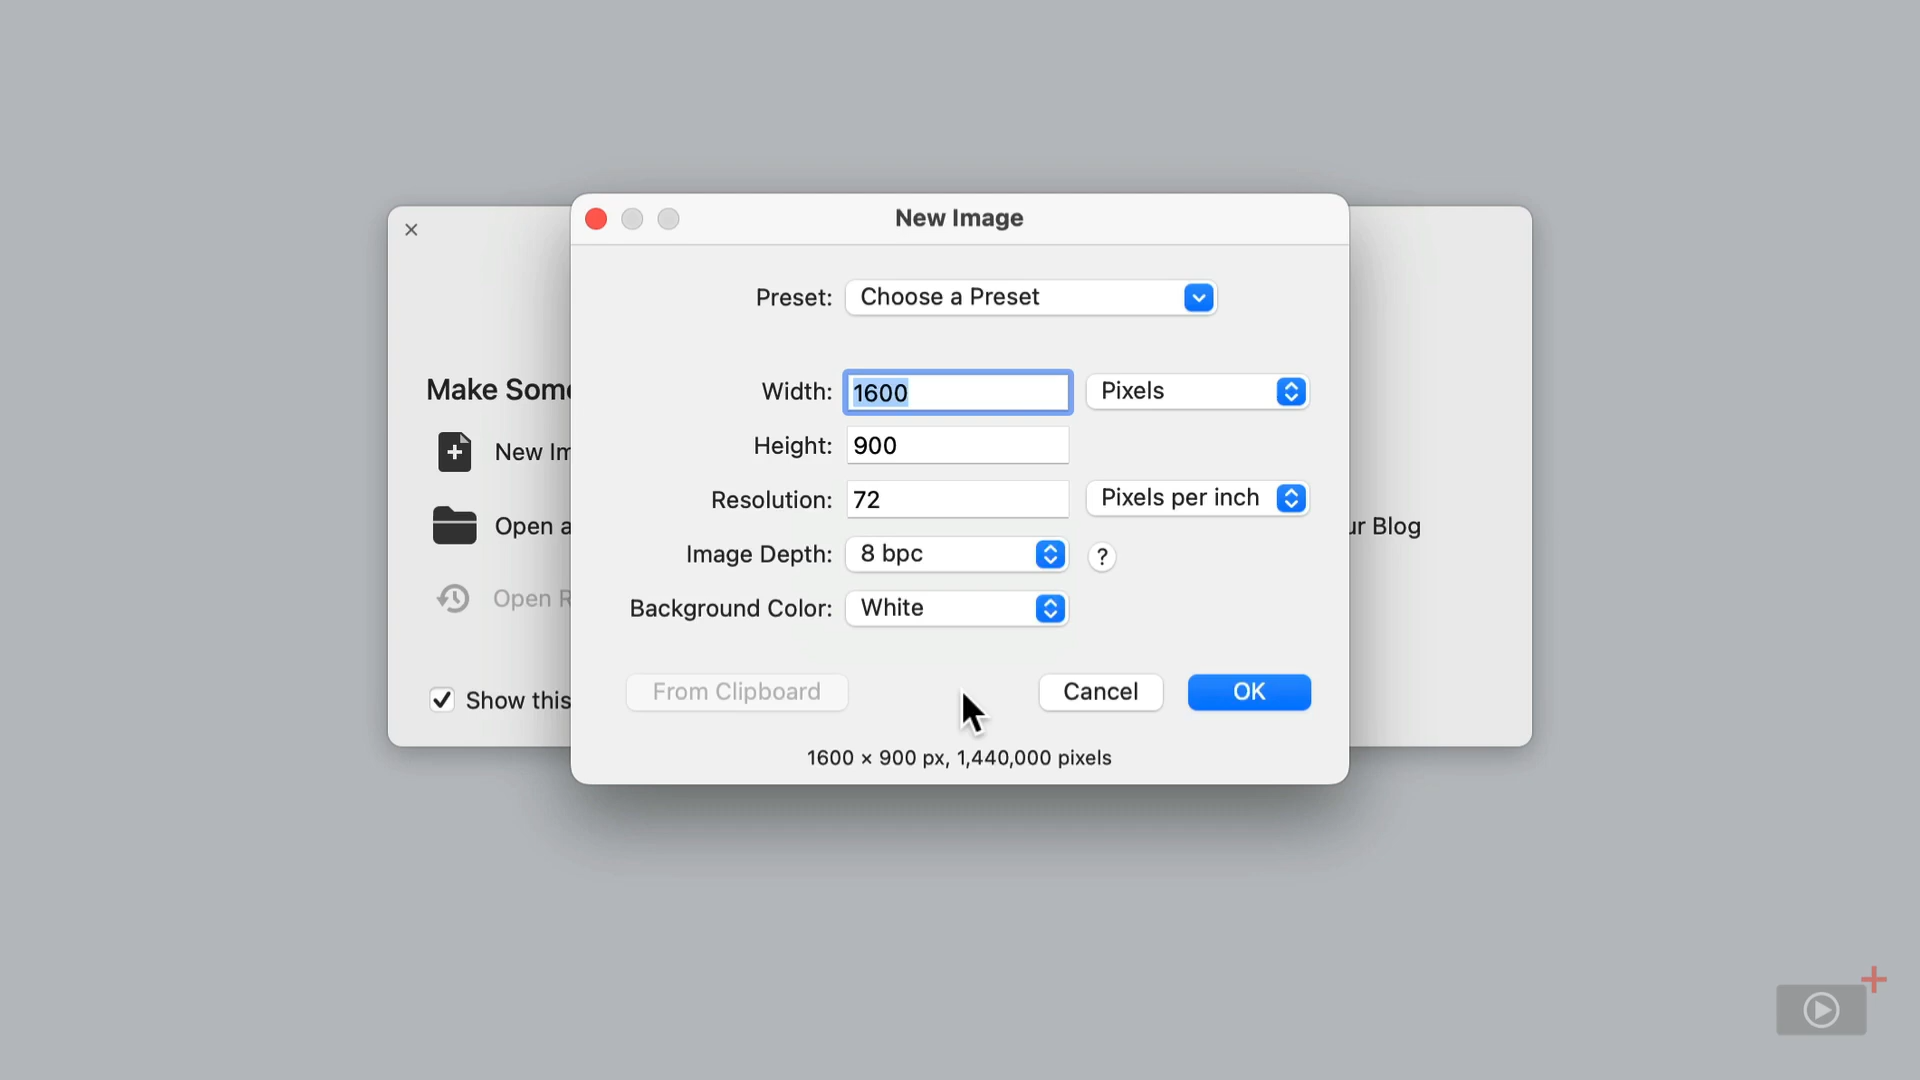 New Image
Preset: Choose a Preset
Width: 1600 Pixels
Height: 900
Resolution: 72 Pixels per inch
Image Depth: 8 bpc ?
Background Color: White
From Clipboard Cancel OK
1600 × 900 px, 1,440,000 pixels
Make Some
New Im
Open a
ur Blog
Open R
Show this